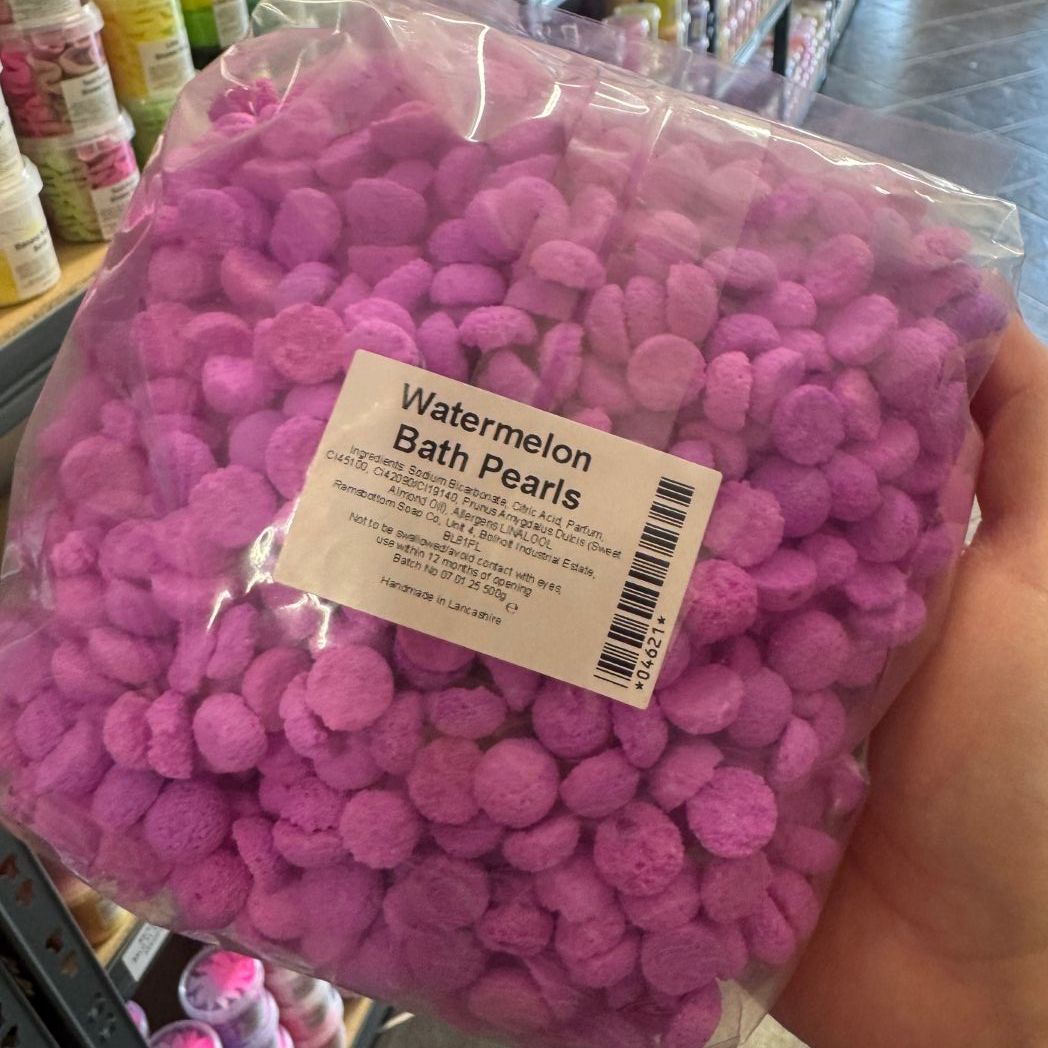 Watermelon
Bath Pearls
Ingredients: Sodium Bicarbonate, Citric Acid, Parfum,
CI45100, CI42090/CI19140, Prunus Amygdalus Dulcis (Sweet
Almond Oil), Allergens LINALOOL
Ramsbottom Soap Co, Unit 4, Bolholt Industrial Estate,
BL81PL
Not to be swallowed/avoid contact with eyes,
use within 12 months of opening
Batch No 07 01 25 500g e
Handmade in Lancashire
*04621*